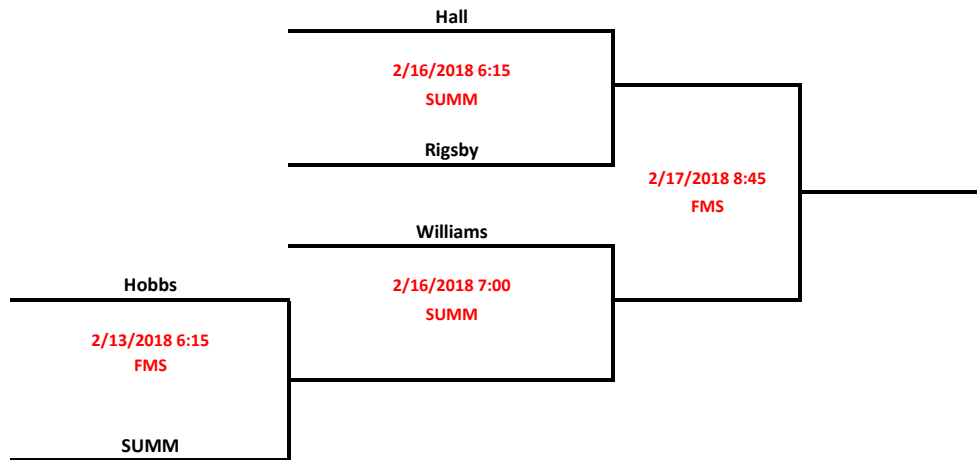 Hall
2/16/2018 6:15
SUMM
Rigsby
2/17/2018 8:45
FMS
Williams
2/16/2018 7:00
SUMM
Hobbs
2/13/2018 6:15
FMS
SUMM